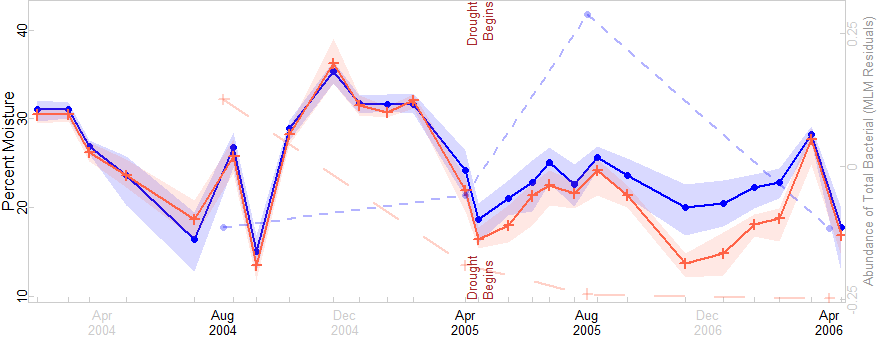 Drought
Begins
40
30
20
10
Percent Moisture
0.25
0
-0.25
Abundance of Total Bacterial (MLM Residuals)
Drought
Begins
Apr
2004
Aug
2004
Dec
2004
Apr
2005
Aug
2005
Dec
2006
Apr
2006